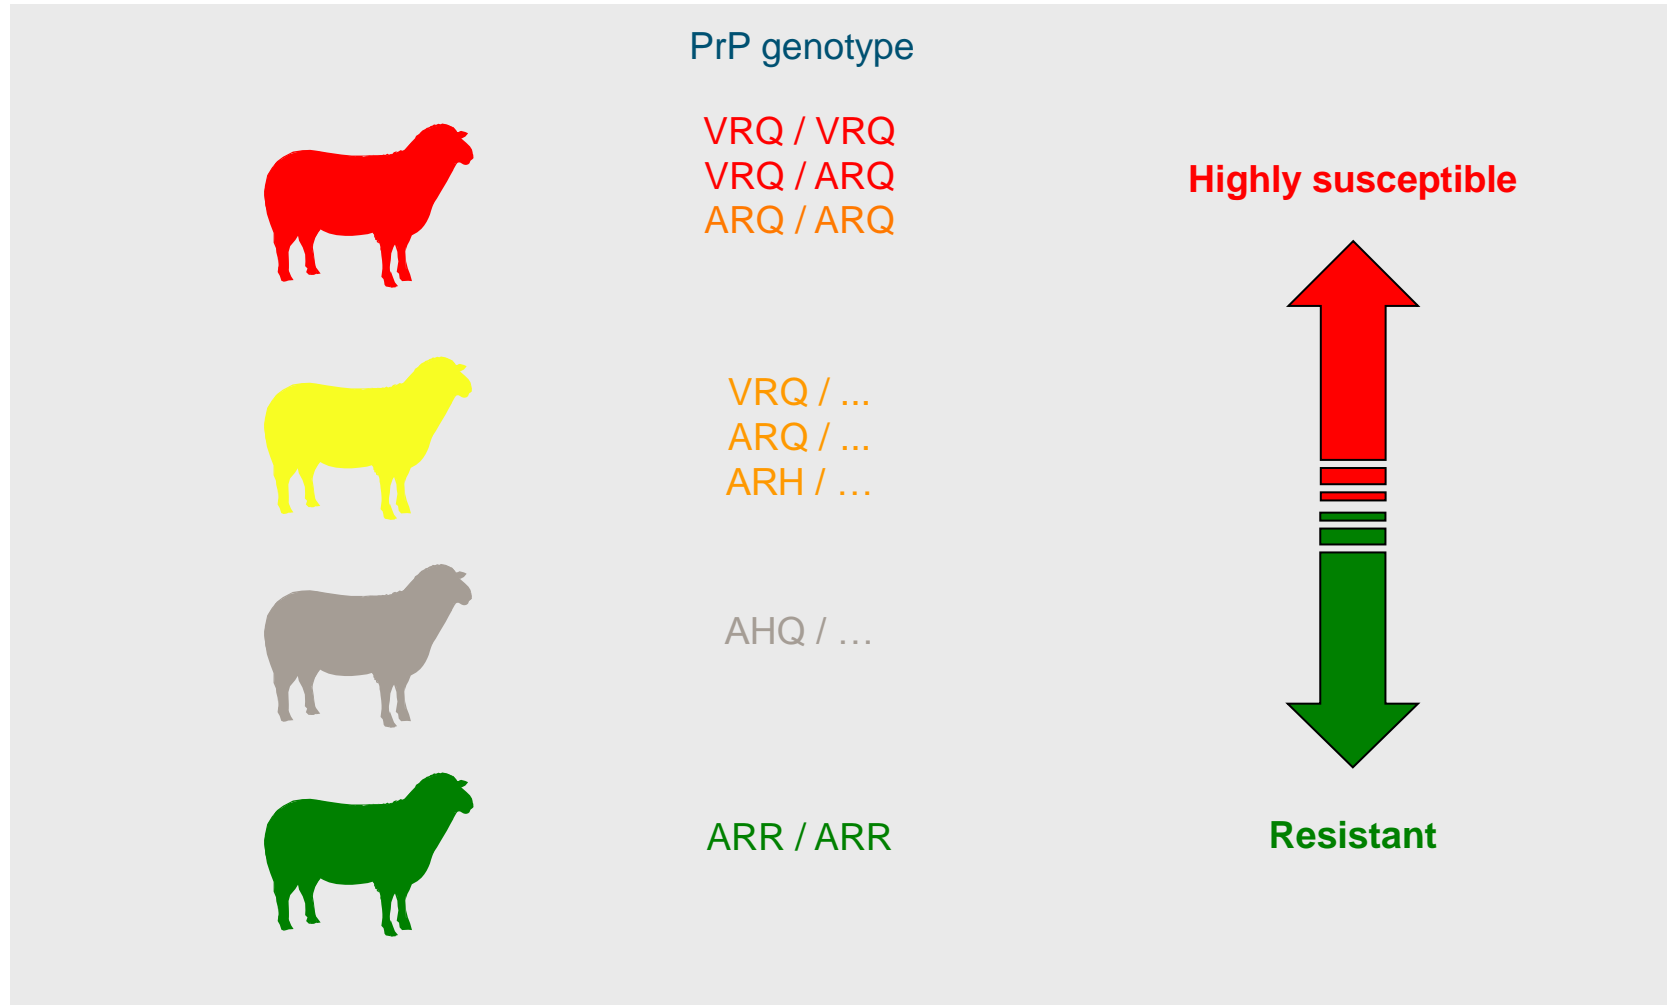 PrP genotype
VRQ / VRQ
VRQ / ARQ
ARQ / ARQ
Highly susceptible
VRQ / ...
ARQ / ...
ARH / …
AHQ / …
ARR / ARR
Resistant